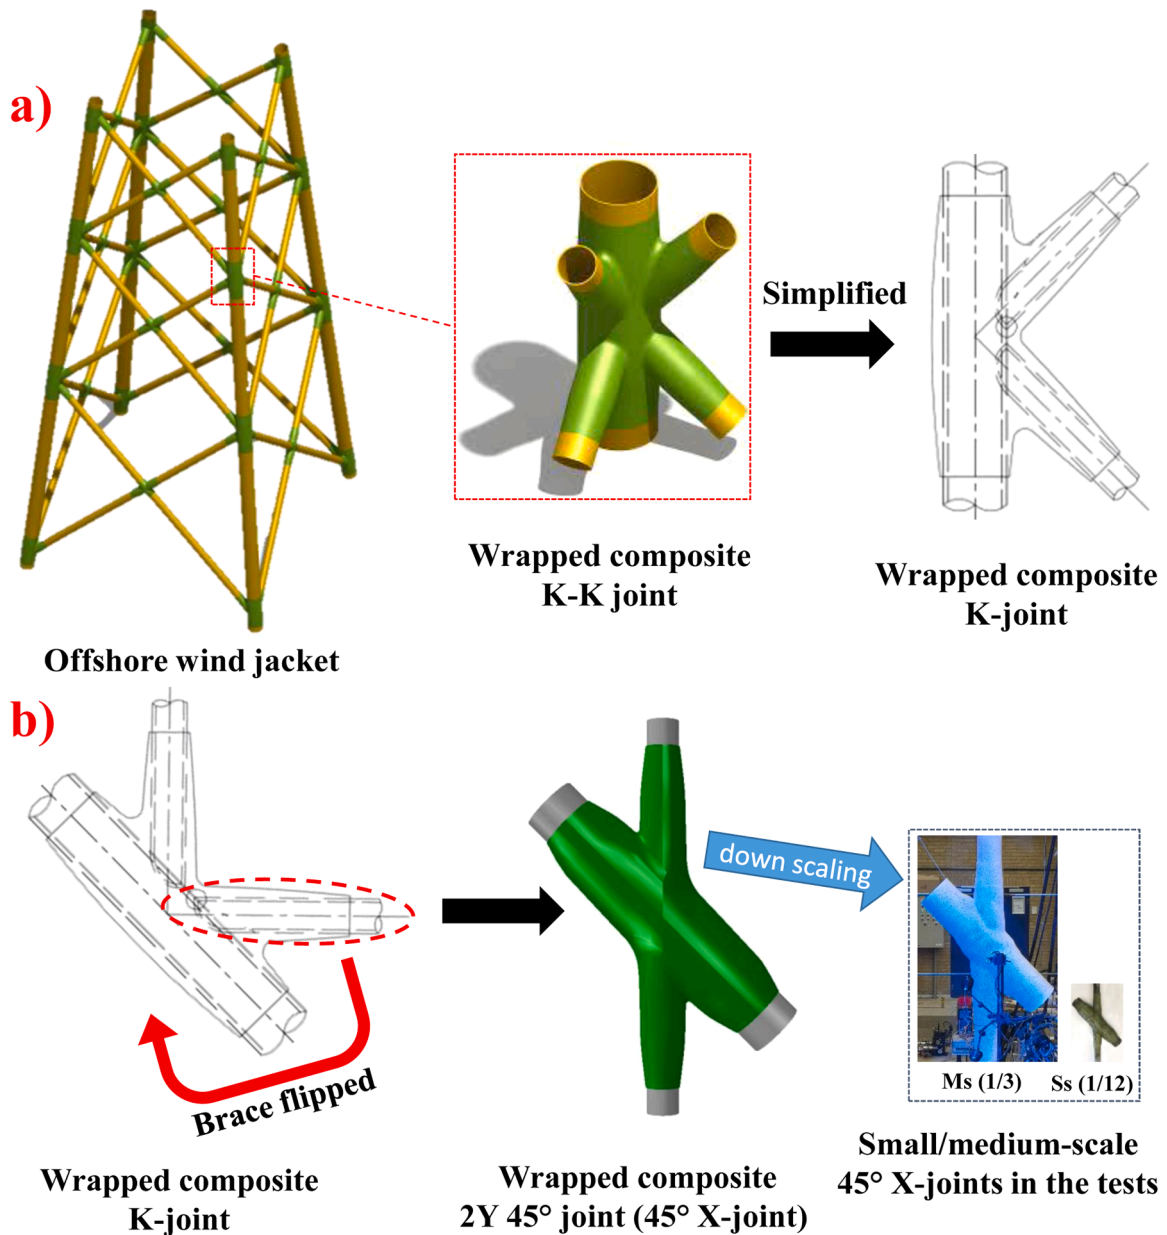 a)
Simplified
Wrapped composite
K-K joint
Wrapped composite
K-joint
Offshore wind jacket
b)
down scaling
Brace flipped
Ms (1/3)
Ss (1/12)
Wrapped composite
K-joint
Wrapped composite
2Y 45° joint (45° X-joint)
Small/medium-scale
45° X-joints in the tests